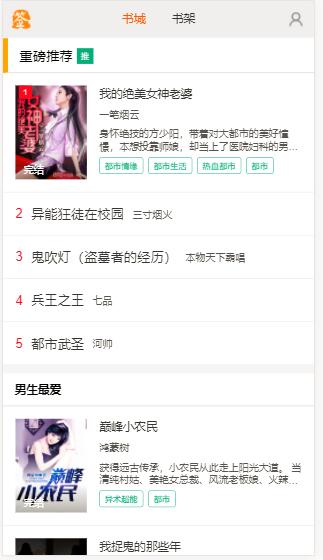 签
书城 书架
重磅推荐 推
1
女神老婆
完结
我的绝美女神老婆
一笔烟云
身怀绝技的方少阳，带着对大都市的美好憧
憬，本想投靠师娘，却当上了医院妇科的男...
都市情缘 都市生活 热血都市 都市
2 异能狂徒在校园 三寸烟火
3 鬼吹灯（盗墓者的经历） 本物天下霸唱
4 兵王之王 七品
5 都市武圣 河帅
男生最爱
巅峰
小农民
完结
巅峰小农民
鸿蒙树
获得远古传承，小农民从此走上阳光大道。 当
清纯村姑、美艳女总裁、风流老板娘、火辣...
异术超能 都市
我捉鬼的那些年